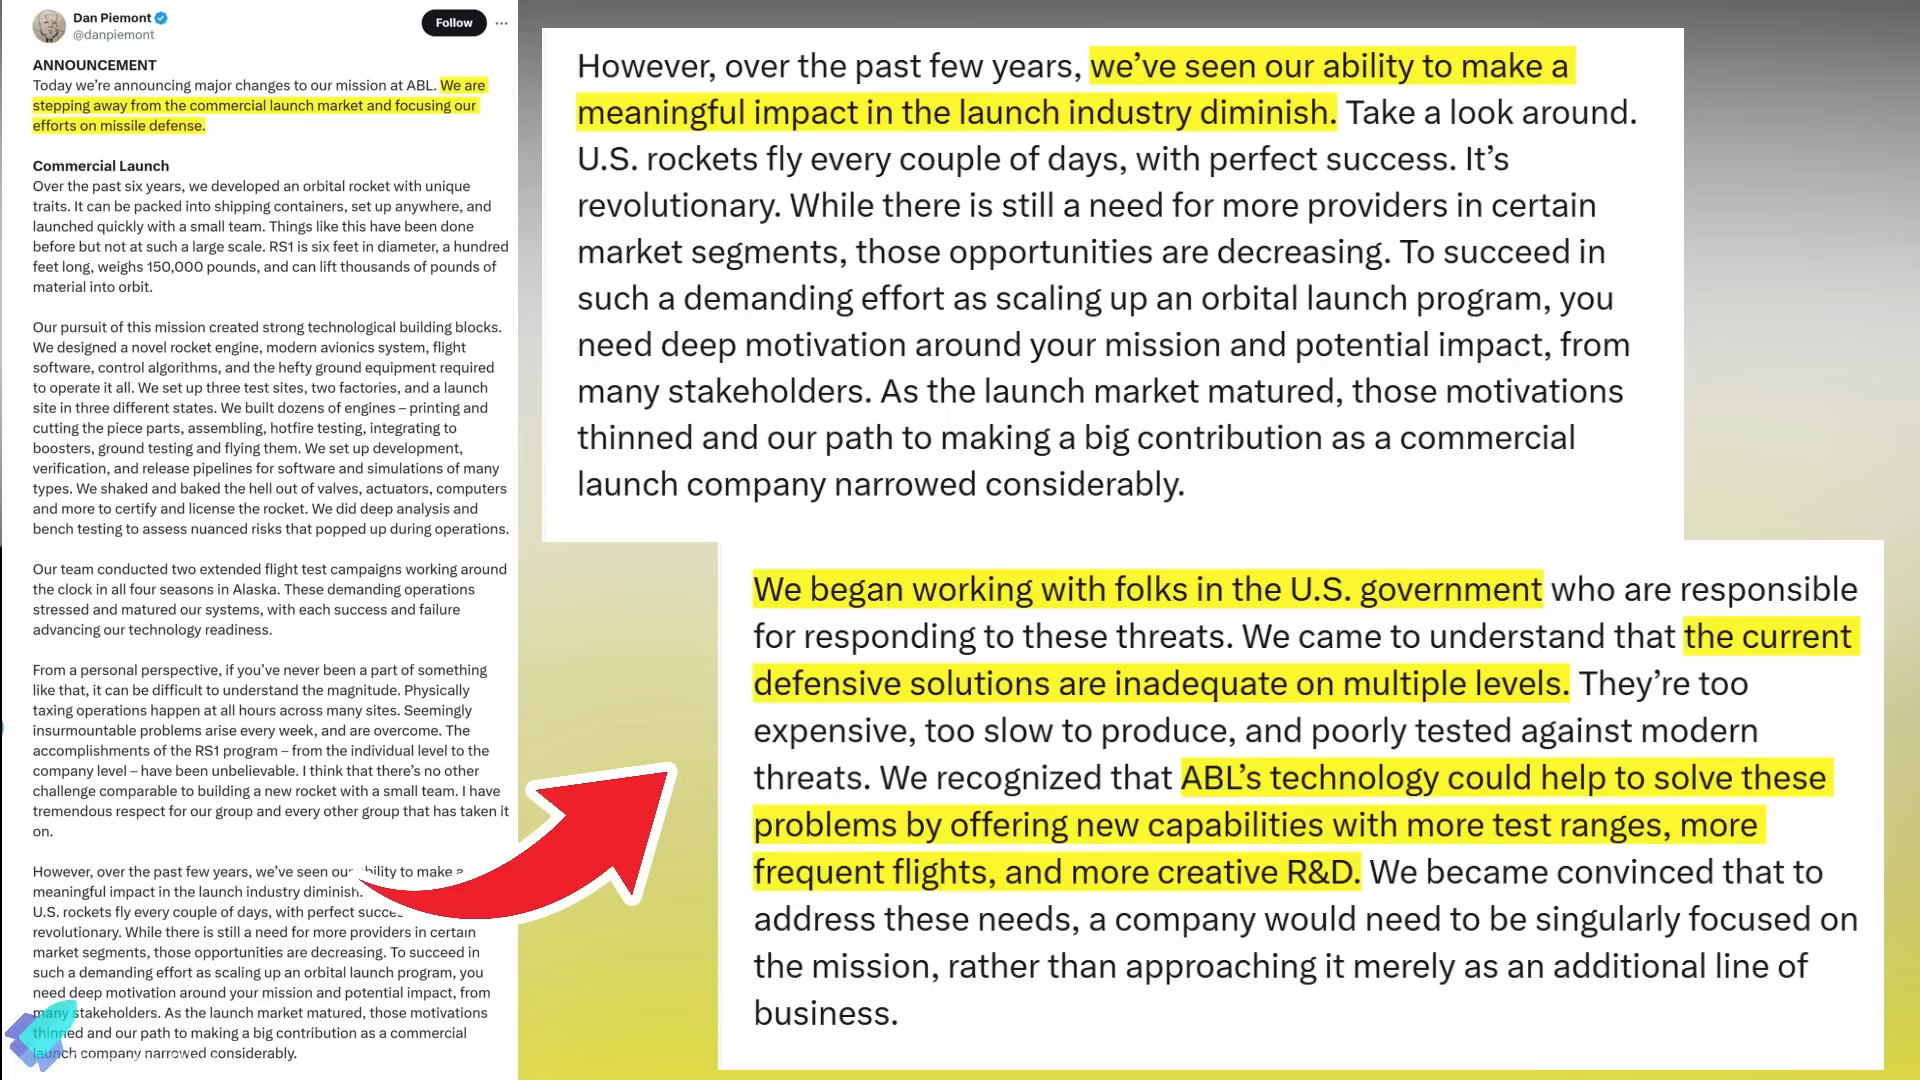 Dan Piemont
@danpiemont
Follow
ANNOUNCEMENT
Today we’re announcing major changes to our mission at ABL. We are
stepping away from the commercial launch market and focusing our
efforts on missile defense.
Commercial Launch
Over the past six years, we developed an orbital rocket with unique
traits. It can be packed into shipping containers, set up anywhere, and
launched quickly with a small team. Things like this have been done
before but not at such a large scale. RS1 is six feet in diameter, a hundred
feet long, weighs 150,000 pounds, and can lift thousands of pounds of
material into orbit.
Our pursuit of this mission created strong technological building blocks.
We designed a novel rocket engine, modern avionics system, flight
software, control algorithms, and the hefty ground equipment required
to operate it all. We set up three test sites, two factories, and a launch
site in three different states. We built dozens of engines – printing and
cutting the piece parts, assembling, hotfire testing, integrating to
boosters, ground testing and flying them. We set up development,
verification, and release pipelines for software and simulations of many
types. We shaked and baked the hell out of valves, actuators, computers
and more to certify and license the rocket. We did deep analysis and
bench testing to assess nuanced risks that popped up during operations.
Our team conducted two extended flight test campaigns working around
the clock in all four seasons in Alaska. These demanding operations
stressed and matured our systems, with each success and failure
advancing our technology readiness.
From a personal perspective, if you’ve never been a part of something
like that, it can be difficult to understand the magnitude. Physically
taxing operations happen at all hours across many sites. Seemingly
insurmountable problems arise every week, and are overcome. The
accomplishments of the RS1 program – from the individual level to the
company level – have been unbelievable. I think that there’s no other
challenge comparable to building a new rocket with a small team. I have
tremendous respect for our group and every other group that has taken it
on.
However, over the past few years, we’ve seen our ability to make a
meaningful impact in the launch industry diminish.
U.S. rockets fly every couple of days, with perfect
revolutionary. While there is still a need for more providers in certain
market segments, those opportunities are decreasing. To succeed in
such a demanding effort as scaling up an orbital launch program, you
need deep motivation around your mission and potential impact, from
many stakeholders. As the launch market matured, those motivations
thinned and our path to making a big contribution as a commercial
launch company narrowed considerably.
However, over the past few years, we’ve seen our ability to make a
meaningful impact in the launch industry diminish. Take a look around.
U.S. rockets fly every couple of days, with perfect success. It’s
revolutionary. While there is still a need for more providers in certain
market segments, those opportunities are decreasing. To succeed in
such a demanding effort as scaling up an orbital launch program, you
need deep motivation around your mission and potential impact, from
many stakeholders. As the launch market matured, those motivations
thinned and our path to making a big contribution as a commercial
launch company narrowed considerably.
We began working with folks in the U.S. government who are responsible
for responding to these threats. We came to understand that the current
defensive solutions are inadequate on multiple levels. They’re too
expensive, too slow to produce, and poorly tested against modern
threats. We recognized that ABL’s technology could help to solve these
problems by offering new capabilities with more test ranges, more
frequent flights, and more creative R&D. We became convinced that to
address these needs, a company would need to be singularly focused on
the mission, rather than approaching it merely as an additional line of
business.